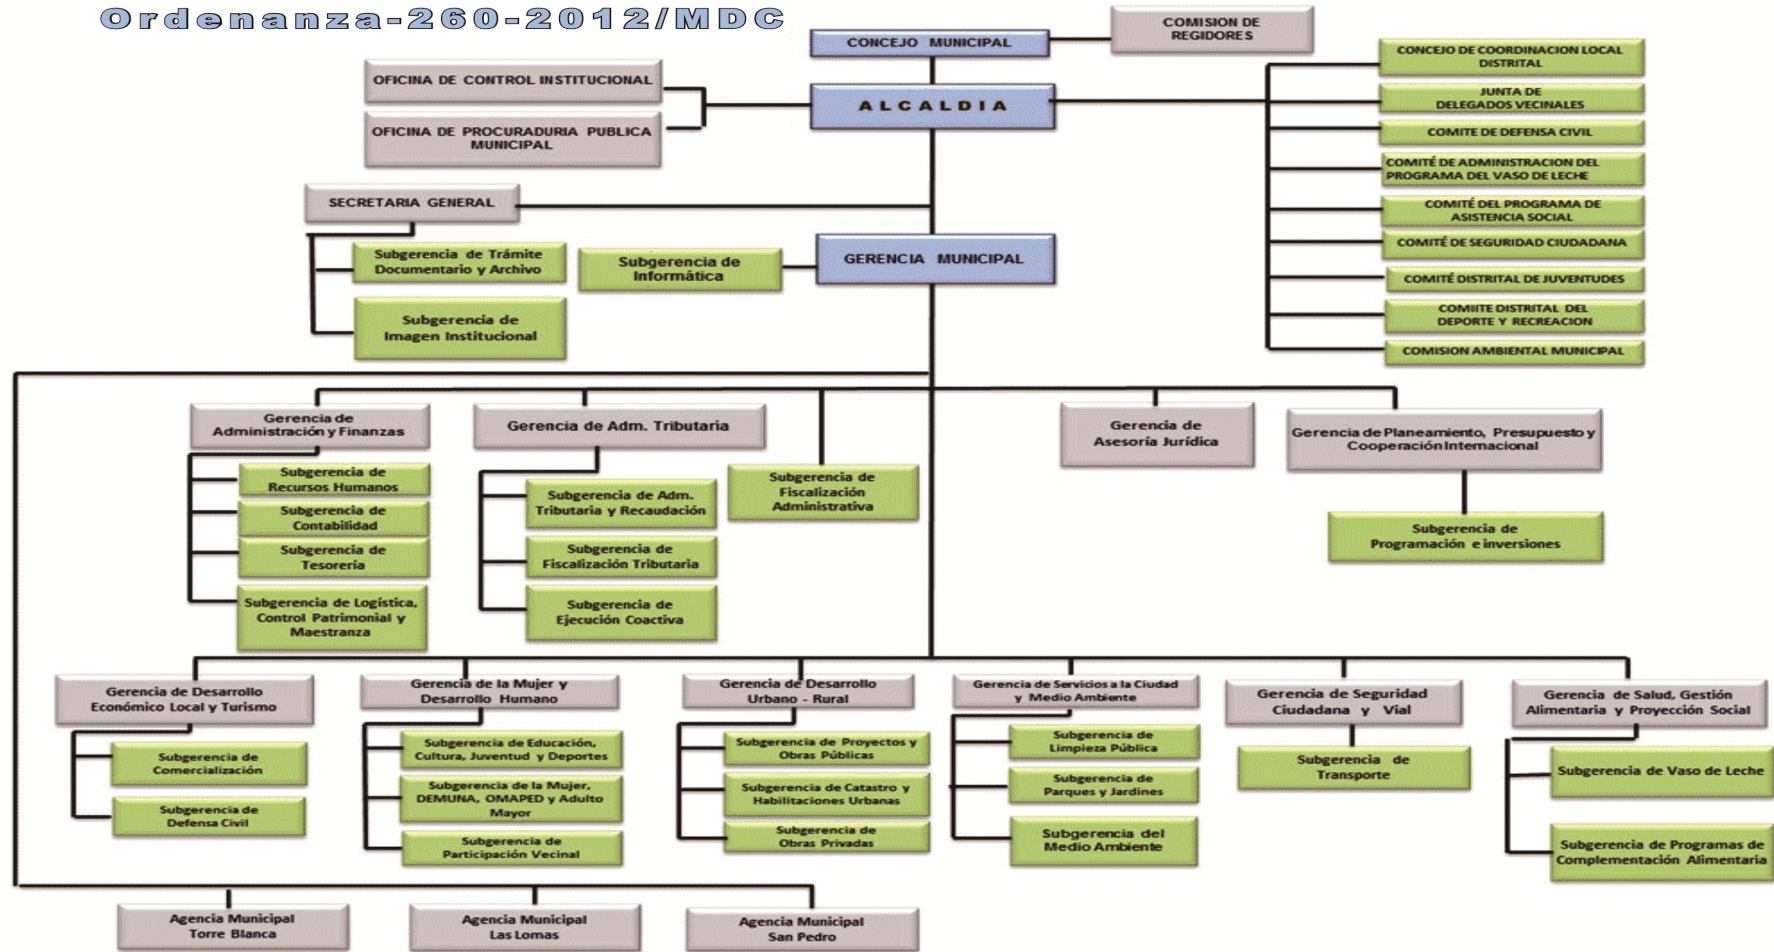 Ordenanza-260-2012/MDC
CONCEJO MUNICIPAL
COMISION DE
REGIDORES
OFICINA DE CONTROL INSTITUCIONAL
ALCALDIA
OFICINA DE PROCURADURIA PUBLICA
MUNICIPAL
CONCEJO DE COORDINACION LOCAL
DISTRITAL
JUNTA DE
DELEGADOS VECINALES
COMITE DE DEFENSA CIVIL
COMITÉ DE ADMINISTRACION DEL
PROGRAMA DEL VASO DE LECHE
COMITÉ DEL PROGRAMA DE
ASISTENCIA SOCIAL
COMITÉ DE SEGURIDAD CIUDADANA
COMITÉ DISTRITAL DE JUVENTUDES
COMIITE DISTRITAL DEL
DEPORTE Y RECREACION
COMISION AMBIENTAL MUNICIPAL
SECRETARIA GENERAL
Subgerencia de Trámite
Documentario y Archivo
Subgerencia de
Imagen Institucional
Subgerencia de
Informática
GERENCIA MUNICIPAL
Gerencia de
Administración y Finanzas
Subgerencia de
Recursos Humanos
Subgerencia de
Contabilidad
Subgerencia de
Tesorería
Subgerencia de Logística,
Control Patrimonial y
Maestranza
Gerencia de Adm. Tributaria
Subgerencia de Adm.
Tributaria y Recaudación
Subgerencia de
Fiscalización Tributaria
Subgerencia de
Ejecución Coactiva
Subgerencia de
Fiscalización
Administrativa
Gerencia de
Asesoría Jurídica
Gerencia de Planeamiento, Presupuesto y
Cooperación Internacional
Subgerencia de
Programación e inversiones
Gerencia de Desarrollo
Económico Local y Turismo
Subgerencia de
Comercialización
Subgerencia de
Defensa Civil
Gerencia de la Mujer y
Desarrollo Humano
Subgerencia de Educación,
Cultura, Juventud y Deportes
Subgerencia de la Mujer,
DEMUNA, OMAPED y Adulto
Mayor
Subgerencia de
Participación Vecinal
Gerencia de Desarrollo
Urbano - Rural
Subgerencia de Proyectos y
Obras Públicas
Subgerencia de Catastro y
Habilitaciones Urbanas
Subgerencia de
Obras Privadas
Gerencia de Servicios a la Ciudad
y Medio Ambiente
Subgerencia de
Limpieza Pública
Subgerencia de
Parques y Jardines
Subgerencia del
Medio Ambiente
Gerencia de Seguridad
Ciudadana y Vial
Subgerencia de
Transporte
Gerencia de Salud, Gestión
Alimentaria y Proyección Social
Subgerencia de Vaso de Leche
Subgerencia de Programas de
Complementación Alimentaria
Agencia Municipal
Torre Blanca
Agencia Municipal
Las Lomas
Agencia Municipal
San Pedro